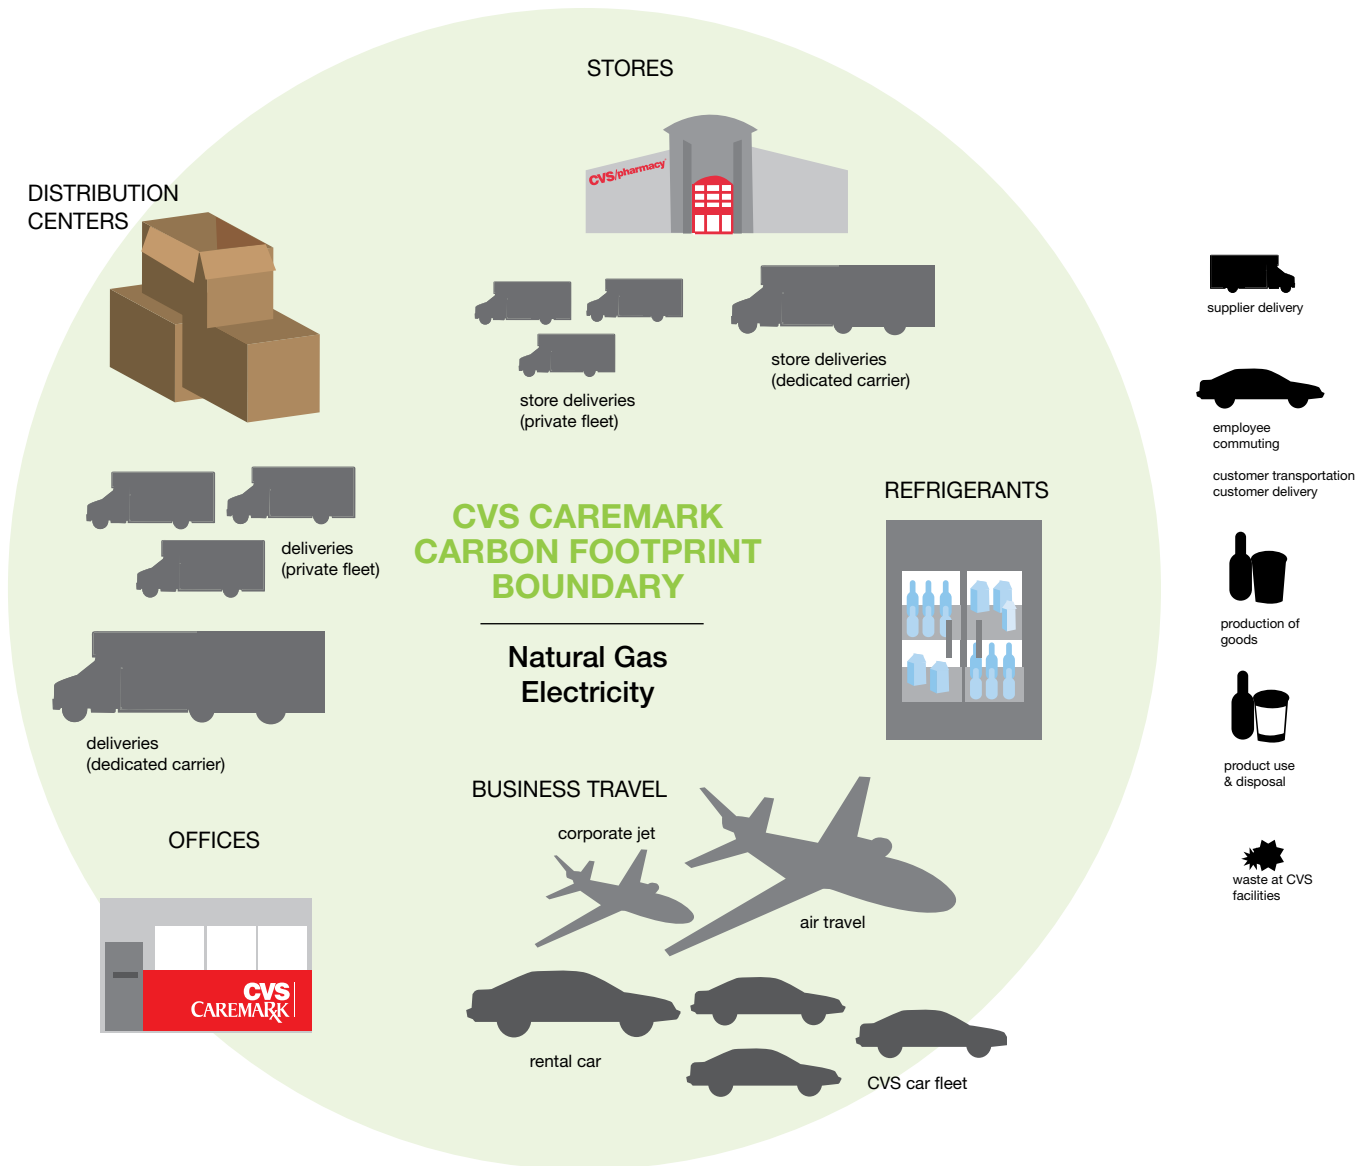 STORES
CVS/pharmacy
DISTRIBUTION
CENTERS
store deliveries
(private fleet)
store deliveries
(dedicated carrier)
deliveries
(private fleet)
deliveries
(dedicated carrier)
CVS CAREMARK
CARBON FOOTPRINT
BOUNDARY
Natural Gas
Electricity
REFRIGERANTS
OFFICES
CVS
CAREMARK
BUSINESS TRAVEL
corporate jet
air travel
rental car
CVS car fleet
supplier delivery
employee
commuting
customer transportation
customer delivery
production of
goods
product use
& disposal
waste at CVS
facilities